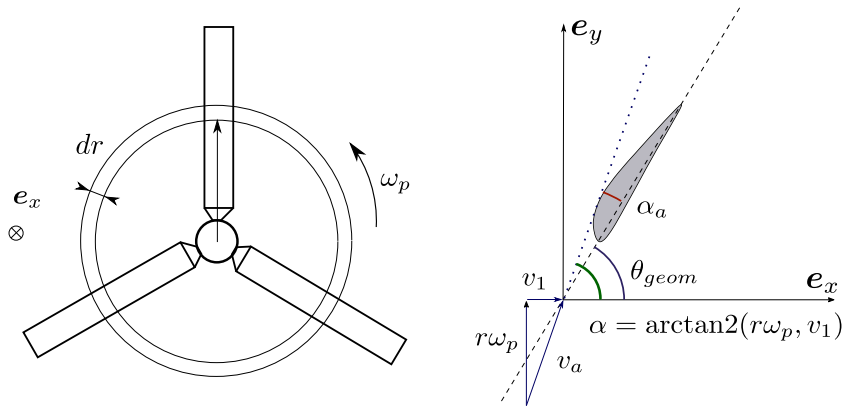 dr
ω_p
e_x
⊗
e_y
α_a
θ_geom
v_1
e_x
α = arctan2(rω_p, v_1)
rω_p
v_a